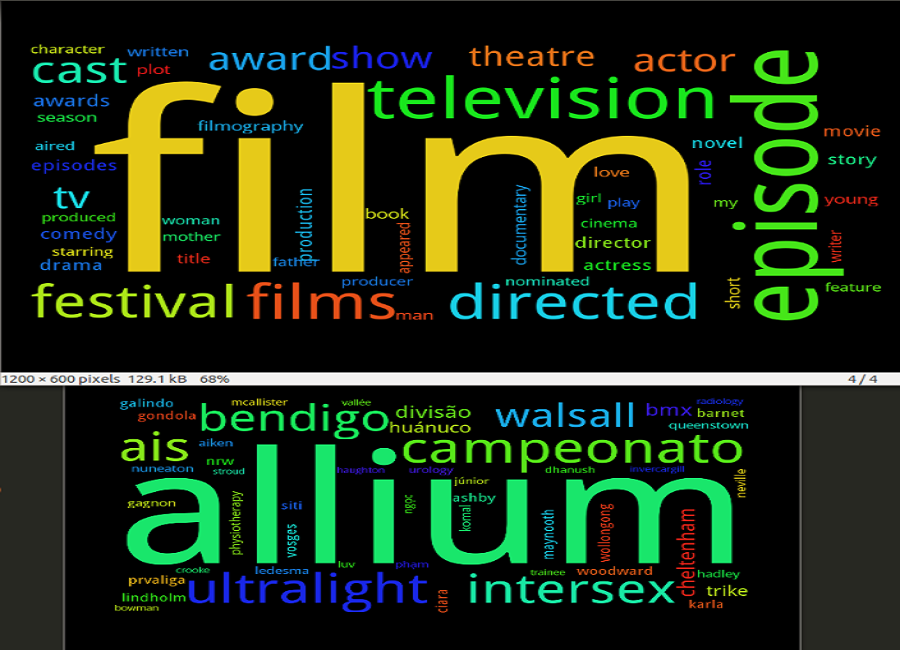 character
written
award
show
theatre
actor
cast
plot
television
episode
awards
season
film
filmography
movie
aired
novel
story
episodes
role
love
tv
girl
play
my
young
produced
woman
production
book
documentary
cinema
comedy
mother
appeared
director
writer
starring
title
father
actress
drama
producer
nominated
short
feature
festival
films
man
directed
1200 × 600 pixels 129.1 kB 68%
4 / 4
galindo
mcallister
vallée
radiology
gondola
bendigo
divisão
walsall
bmx
barnet
huánuco
queenstown
ais
aiken
campeonato
nuneaton
nrw
stroud
haughton
urology
dhanush
invercargill
neville
allium
júnior
gagnon
physiotherapy
siti
ngc
ashby
komal
vosges
maynooth
wollongong
cheltenham
crooke
luv
pham
prvaliga
ledesma
trainee
woodward
hadley
ultralight
intersex
trike
lindholm
clara
karla
bowman